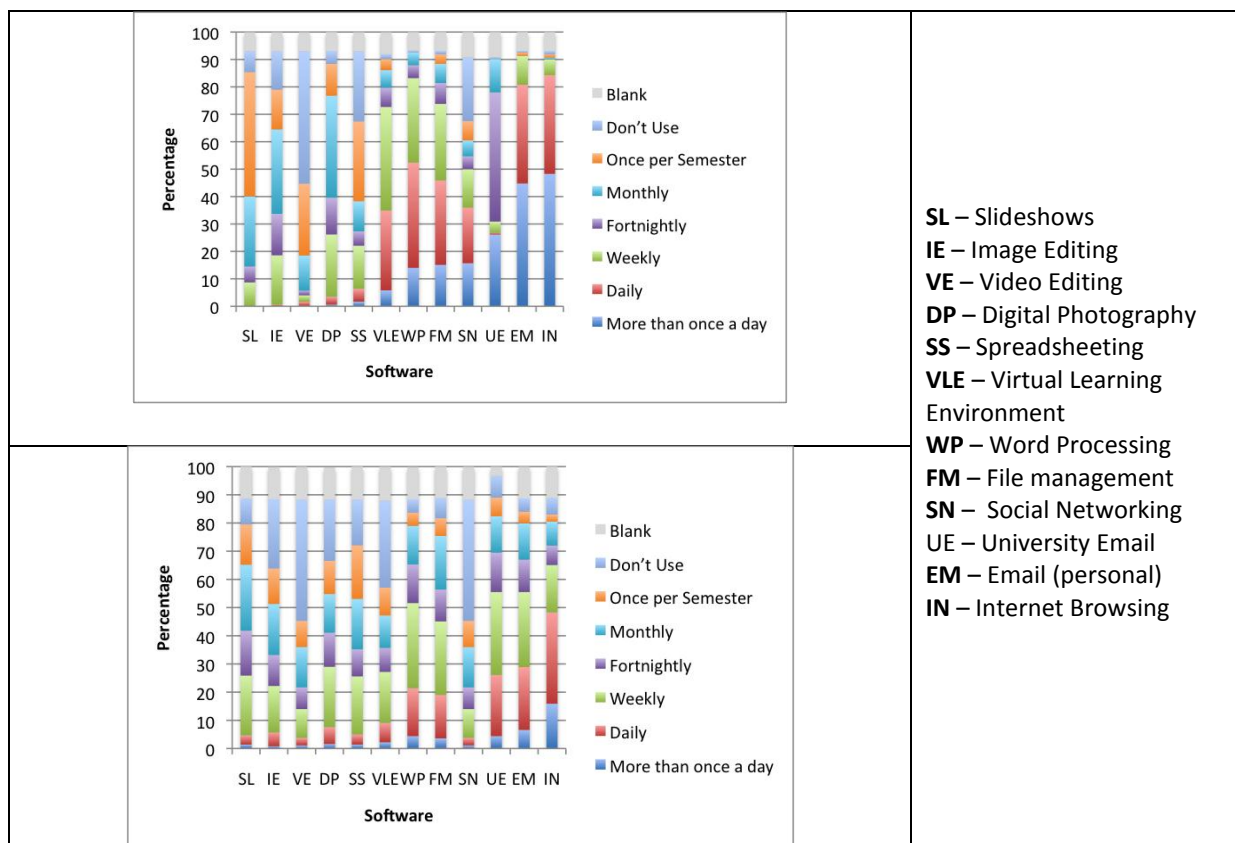 100
90
80
70
60
50
40
30
20
10
0
Percentage
SL IE VE DP SS VLE WP FM SN UE EM IN
Software
Blank
Don't Use
Once per Semester
Monthly
Fortnightly
Weekly
Daily
More than once a day
100
90
80
70
60
50
40
30
20
10
0
Percentage
SL IE VE DP SS VLE WP FM SN UE EM IN
Software
Blank
Don't Use
Once per Semester
Monthly
Fortnightly
Weekly
Daily
More than once a day
SL – Slideshows
IE – Image Editing
VE – Video Editing
DP – Digital Photography
SS – Spreadsheeting
VLE – Virtual Learning
Environment
WP – Word Processing
FM – File management
SN – Social Networking
UE – University Email
EM – Email (personal)
IN – Internet Browsing